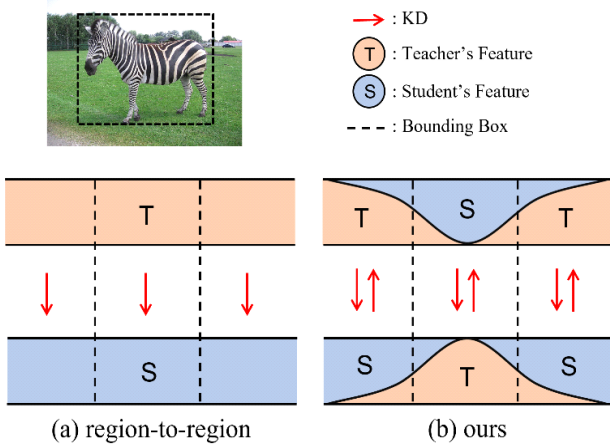 : KD
T : Teacher's Feature
S : Student's Feature
: Bounding Box
T
S
T S T
S T S
(a) region-to-region
(b) ours